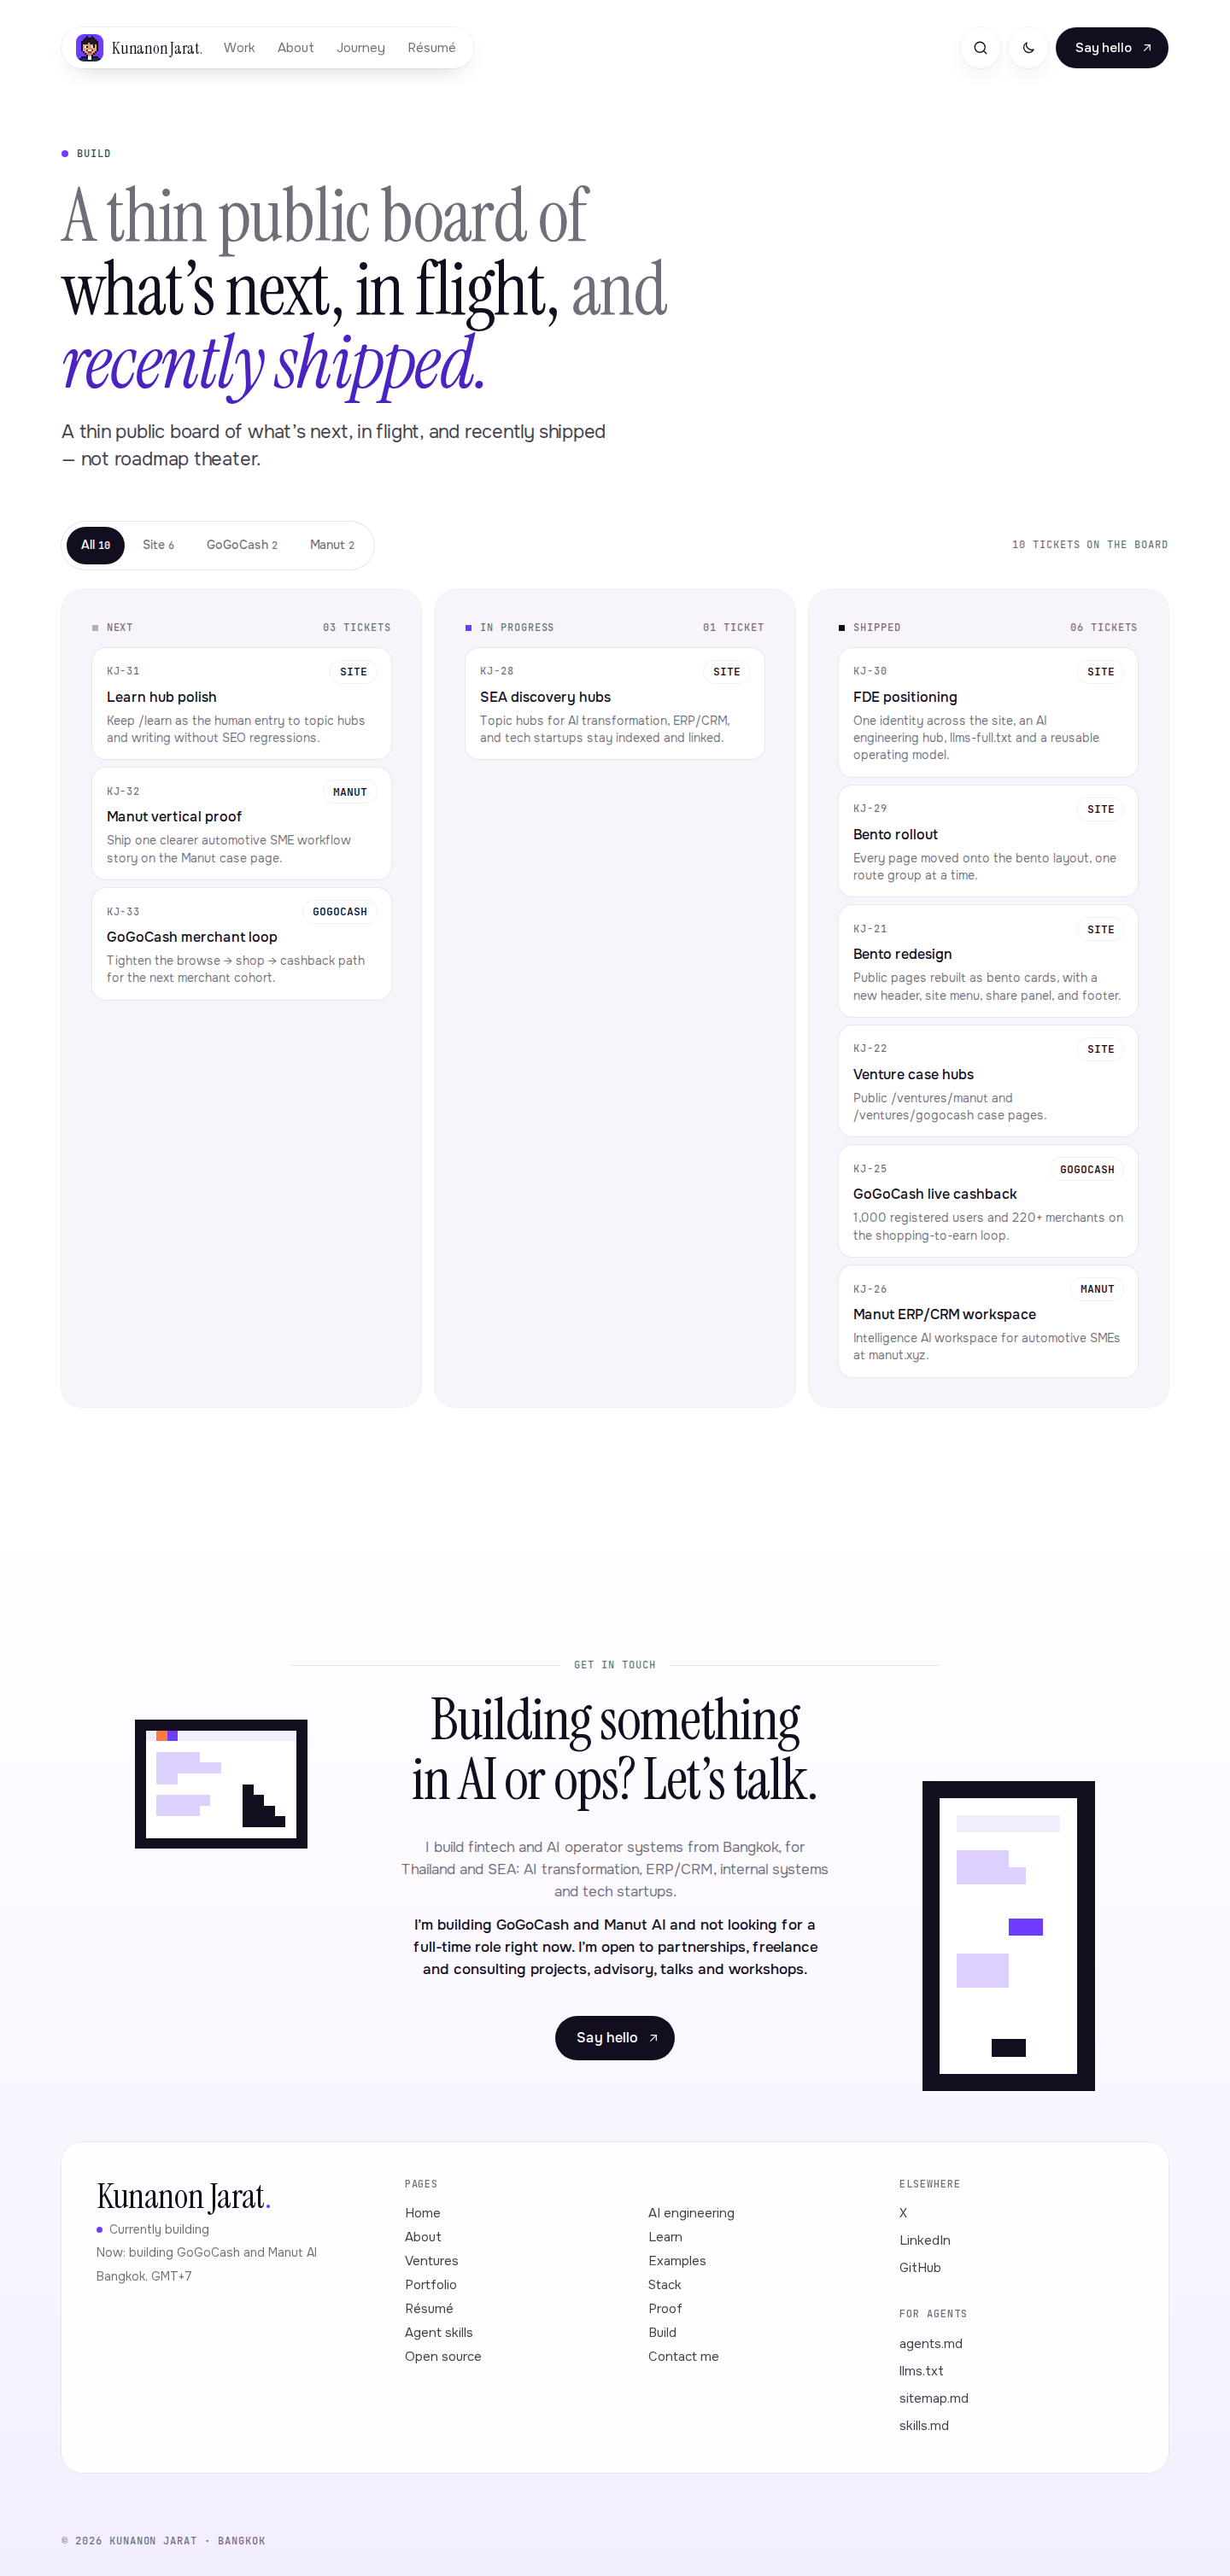 Kunanon Jarat. Work About Journey Résumé
Say hello
BUILD
A thin public board of
what’s next, in flight, and
recently shipped.
A thin public board of what’s next, in flight, and recently shipped
— not roadmap theater.
All 10 Site 6 GoGoCash 2 Manut 2
10 TICKETS ON THE BOARD
NEXT 03 TICKETS
KJ-31 SITE
Learn hub polish
Keep /learn as the human entry to topic hubs
and writing without SEO regressions.
KJ-32 MANUT
Manut vertical proof
Ship one clearer automotive SME workflow
story on the Manut case page.
KJ-33 GOGOCASH
GoGoCash merchant loop
Tighten the browse → shop → cashback path
for the next merchant cohort.
IN PROGRESS 01 TICKET
KJ-28 SITE
SEA discovery hubs
Topic hubs for AI transformation, ERP/CRM,
and tech startups stay indexed and linked.
SHIPPED 06 TICKETS
KJ-30 SITE
FDE positioning
One identity across the site, an AI
engineering hub, llms-full.txt and a reusable
operating model.
KJ-29 SITE
Bento rollout
Every page moved onto the bento layout, one
route group at a time.
KJ-21 SITE
Bento redesign
Public pages rebuilt as bento cards, with a
new header, site menu, share panel, and footer.
KJ-22 SITE
Venture case hubs
Public /ventures/manut and
/ventures/gogocash case pages.
KJ-25 GOGOCASH
GoGoCash live cashback
1,000 registered users and 220+ merchants on
the shopping-to-earn loop.
KJ-26 MANUT
Manut ERP/CRM workspace
Intelligence AI workspace for automotive SMEs
at manut.xyz.
GET IN TOUCH
Building something
in AI or ops? Let’s talk.
I build fintech and AI operator systems from Bangkok, for
Thailand and SEA: AI transformation, ERP/CRM, internal systems
and tech startups.
I’m building GoGoCash and Manut AI and not looking for a
full-time role right now. I’m open to partnerships, freelance
and consulting projects, advisory, talks and workshops.
Say hello
Kunanon Jarat.
Currently building
Now: building GoGoCash and Manut AI
Bangkok, GMT+7
PAGES
Home
About
Ventures
Portfolio
Résumé
Agent skills
Open source
AI engineering
Learn
Examples
Stack
Proof
Build
Contact me
ELSEWHERE
X
LinkedIn
GitHub
FOR AGENTS
agents.md
llms.txt
sitemap.md
skills.md
© 2026 KUNANON JARAT · BANGKOK